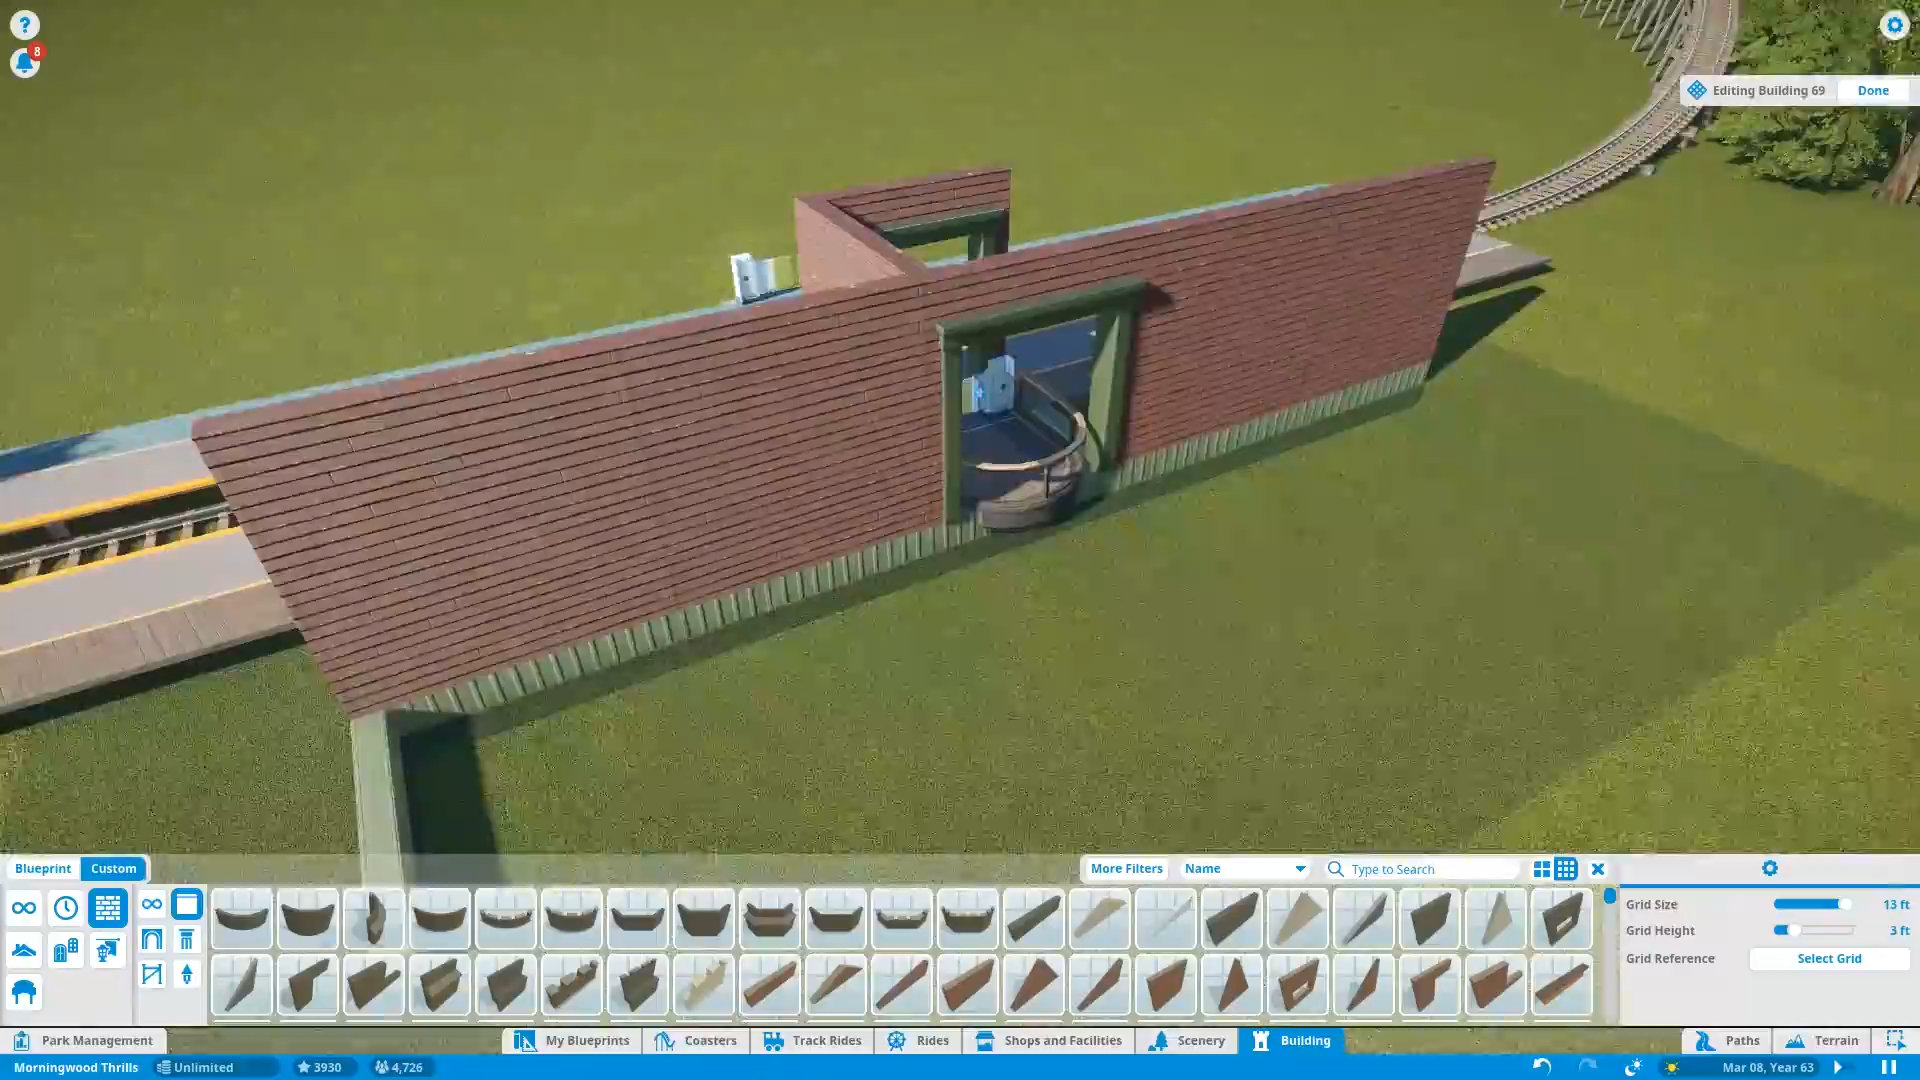 ?
8
Editing Building 69
Done
Blueprint
Custom
More Filters
Name
Type to Search
Grid Size
13 ft
Grid Height
3 ft
Grid Reference
Select Grid
Park Management
My Blueprints
Coasters
Track Rides
Rides
Shops and Facilities
Scenery
Building
Paths
Terrain
Morningwood Thrills
Unlimited
3930
4,726
Mar 08, Year 63